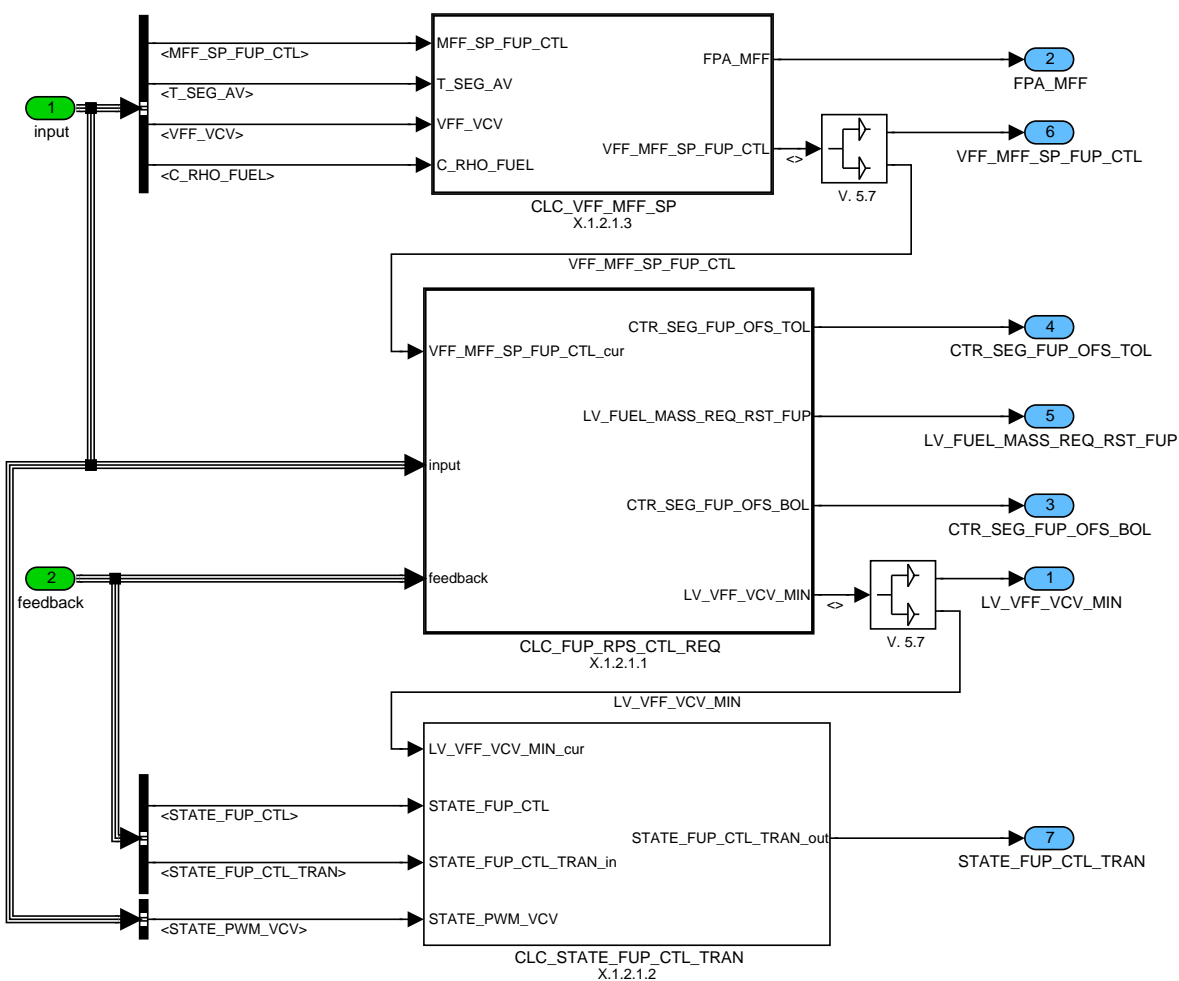 1
input
<MFF_SP_FUP_CTL>
<T_SEG_AV>
<VFF_VCV>
<C_RHO_FUEL>
MFF_SP_FUP_CTL
T_SEG_AV
VFF_VCV
C_RHO_FUEL
FPA_MFF
VFF_MFF_SP_FUP_CTL
CLC_VFF_MFF_SP
X.1.2.1.3
<>
V. 5.7
2
FPA_MFF
6
VFF_MFF_SP_FUP_CTL
VFF_MFF_SP_FUP_CTL
VFF_MFF_SP_FUP_CTL_cur
input
feedback
CTR_SEG_FUP_OFS_TOL
LV_FUEL_MASS_REQ_RST_FUP
CTR_SEG_FUP_OFS_BOL
LV_VFF_VCV_MIN
CLC_FUP_RPS_CTL_REQ
X.1.2.1.1
<>
V. 5.7
4
CTR_SEG_FUP_OFS_TOL
5
LV_FUEL_MASS_REQ_RST_FUP
3
CTR_SEG_FUP_OFS_BOL
1
LV_VFF_VCV_MIN
2
feedback
LV_VFF_VCV_MIN
<STATE_FUP_CTL>
<STATE_FUP_CTL_TRAN>
<STATE_PWM_VCV>
LV_VFF_VCV_MIN_cur
STATE_FUP_CTL
STATE_FUP_CTL_TRAN_in
STATE_PWM_VCV
STATE_FUP_CTL_TRAN_out
CLC_STATE_FUP_CTL_TRAN
X.1.2.1.2
7
STATE_FUP_CTL_TRAN